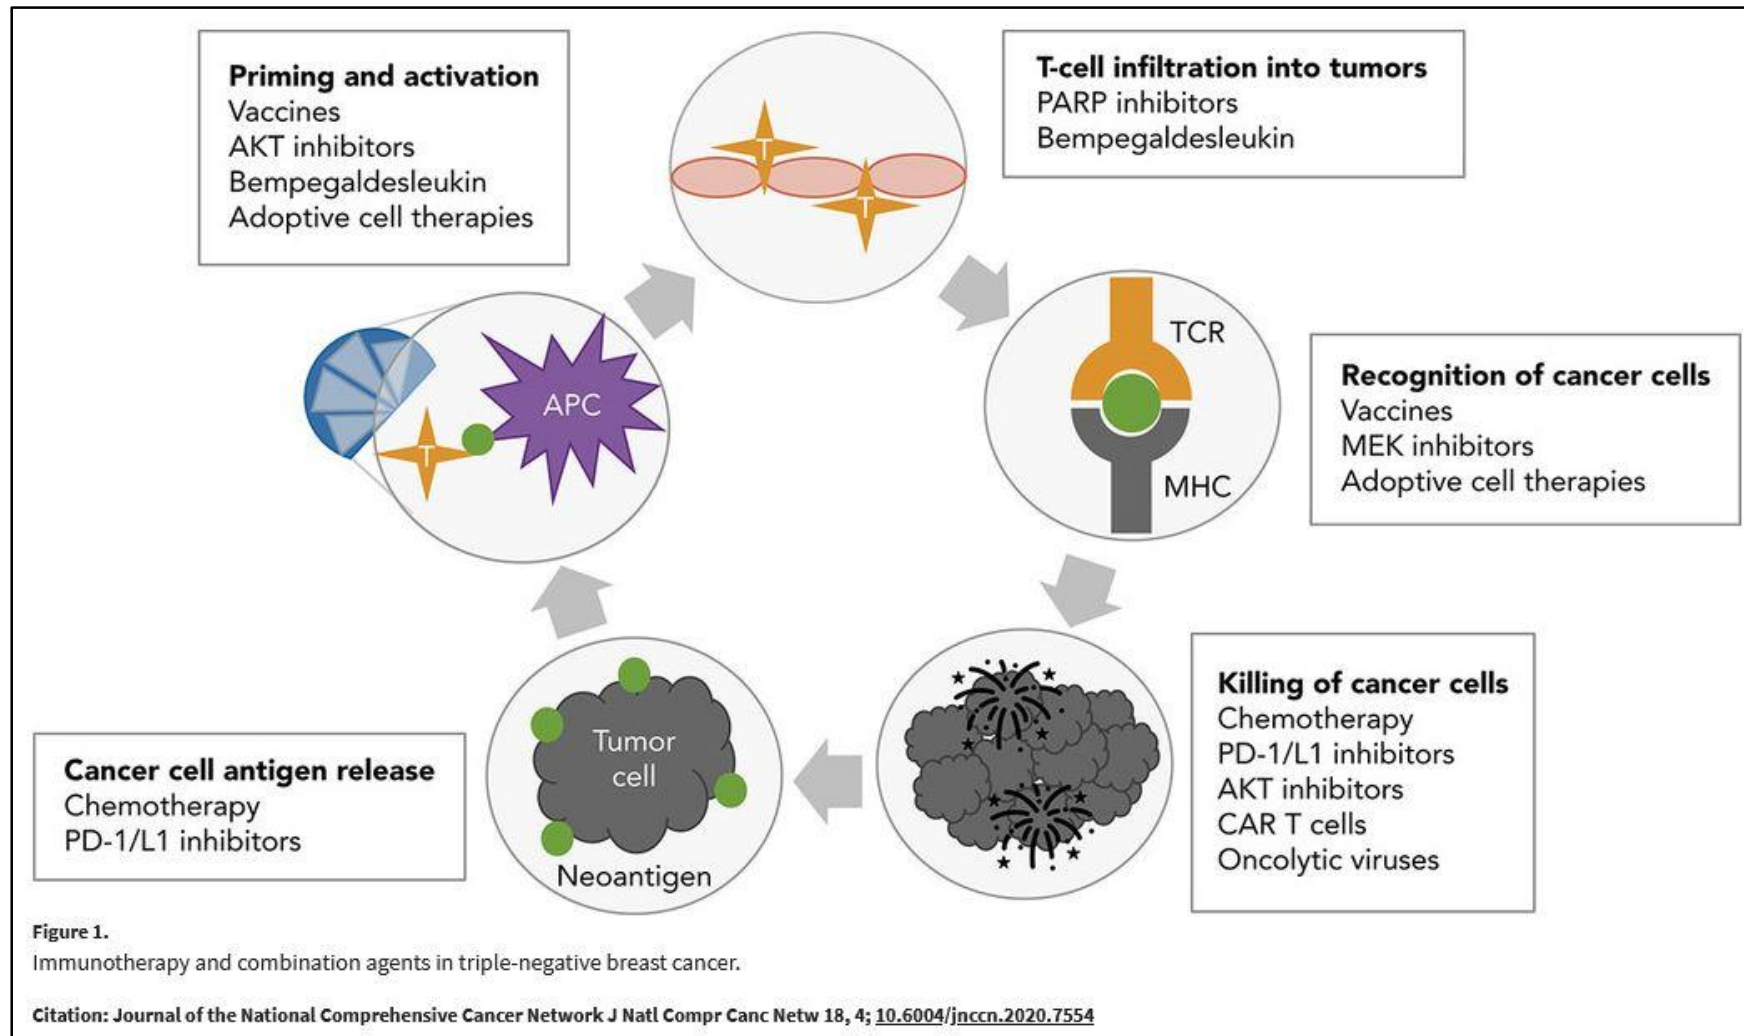 Priming and activation
Vaccines
AKT inhibitors
Bempegaldesleukin
Adoptive cell therapies
T
T
T-cell infiltration into tumors
PARP inhibitors
Bempegaldesleukin
APC
T
TCR
MHC
Recognition of cancer cells
Vaccines
MEK inhibitors
Adoptive cell therapies
Cancer cell antigen release
Chemotherapy
PD-1/L1 inhibitors
Tumor
cell
Neoantigen
Killing of cancer cells
Chemotherapy
PD-1/L1 inhibitors
AKT inhibitors
CAR T cells
Oncolytic viruses
Figure 1.
Immunotherapy and combination agents in triple-negative breast cancer.
Citation: Journal of the National Comprehensive Cancer Network J Natl Compr Canc Netw 18, 4; 10.6004/jnccn.2020.7554